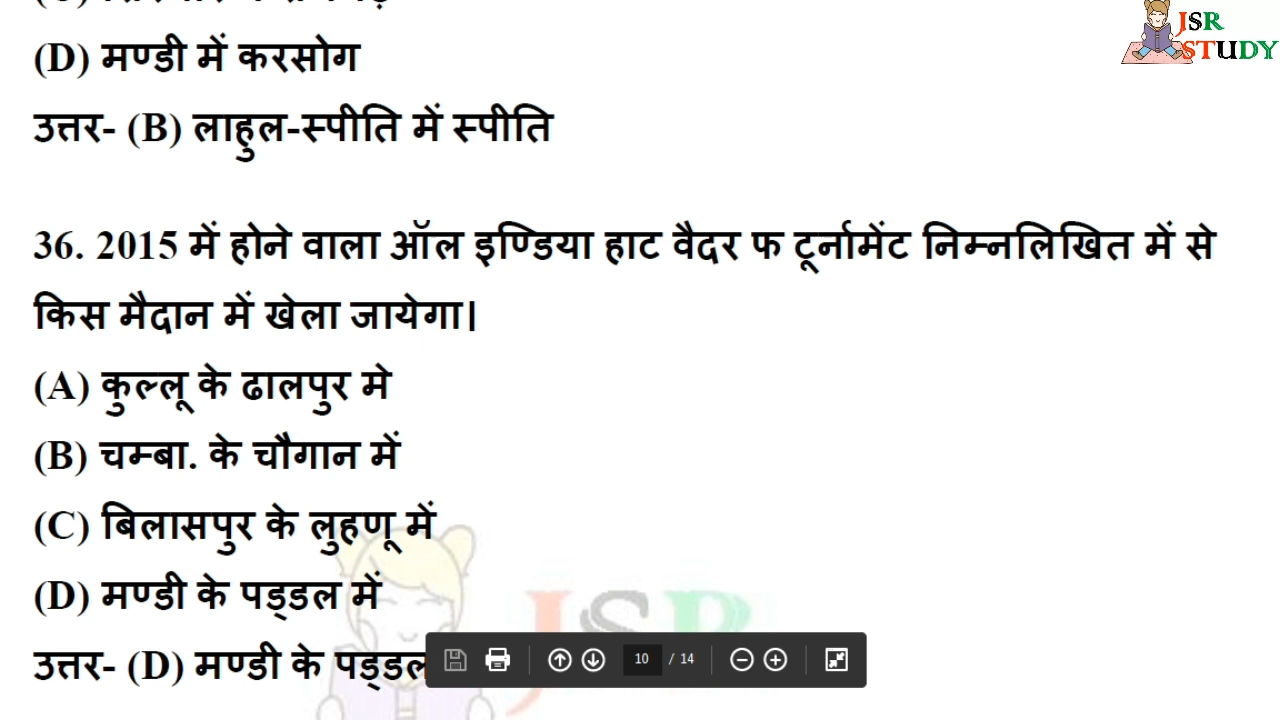 JSR
STUDY
(D) मण्डी में करसोग
उत्तर- (B) लाहुल-स्पीति में स्पीति
36. 2015 में होने वाला ऑल इण्डिया हाट वैदर फ टूर्नामेंट निम्नलिखित में से
किस मैदान में खेला जायेगा।
(A) कुल्लू के ढालपुर मे
(B) चम्बा. के चौगान में
(C) बिलासपुर के लुहणू में
(D) मण्डी के पड्डल में
JSR
उत्तर- (D) मण्डी के पड्डल
10 / 14